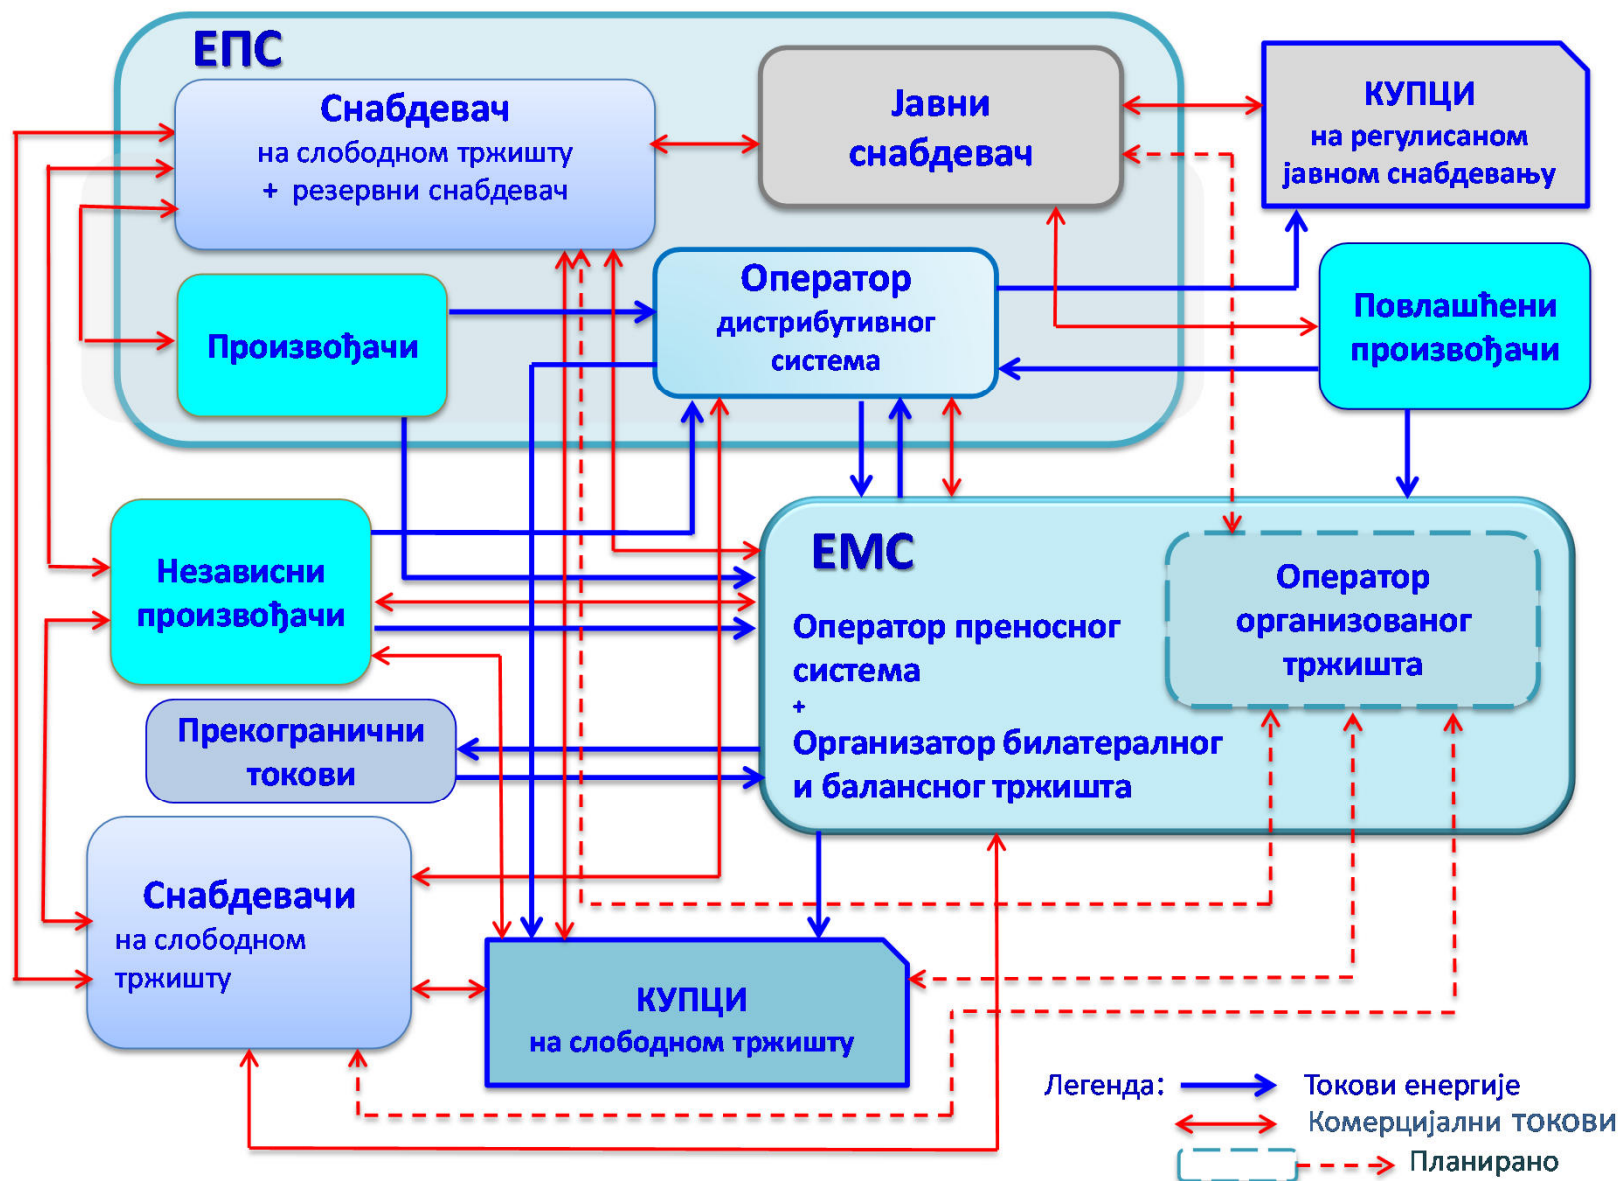 ЕПС
Снабдевач
на слободном тржишту
+ резервни снабдевач
Јавни
снабдевач
КУПЦИ
на регулисаном
јавном снабдевању
Произвођачи
Оператор
дистрибутивног
система
Повлашћени
произвођачи
Независни
произвођачи
ЕМС
Оператор преносног
система
+
Организатор билатералног
и балансног тржишта
Оператор
организованог
тржишта
Прекогранични
токови
Снабдевачи
на слободном
тржишту
КУПЦИ
на слободном тржишту
Легенда: Токови енергије
Комерцијални токови
Планирано